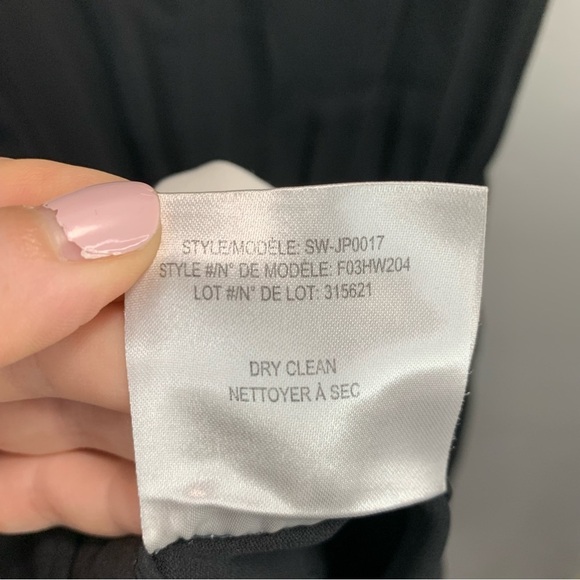 STYLE/MODÈLE: SW-JP0017
STYLE #/N° DE MODÈLE: F03HW204
LOT #/N° DE LOT: 315621
DRY CLEAN
NETTOYER À SEC